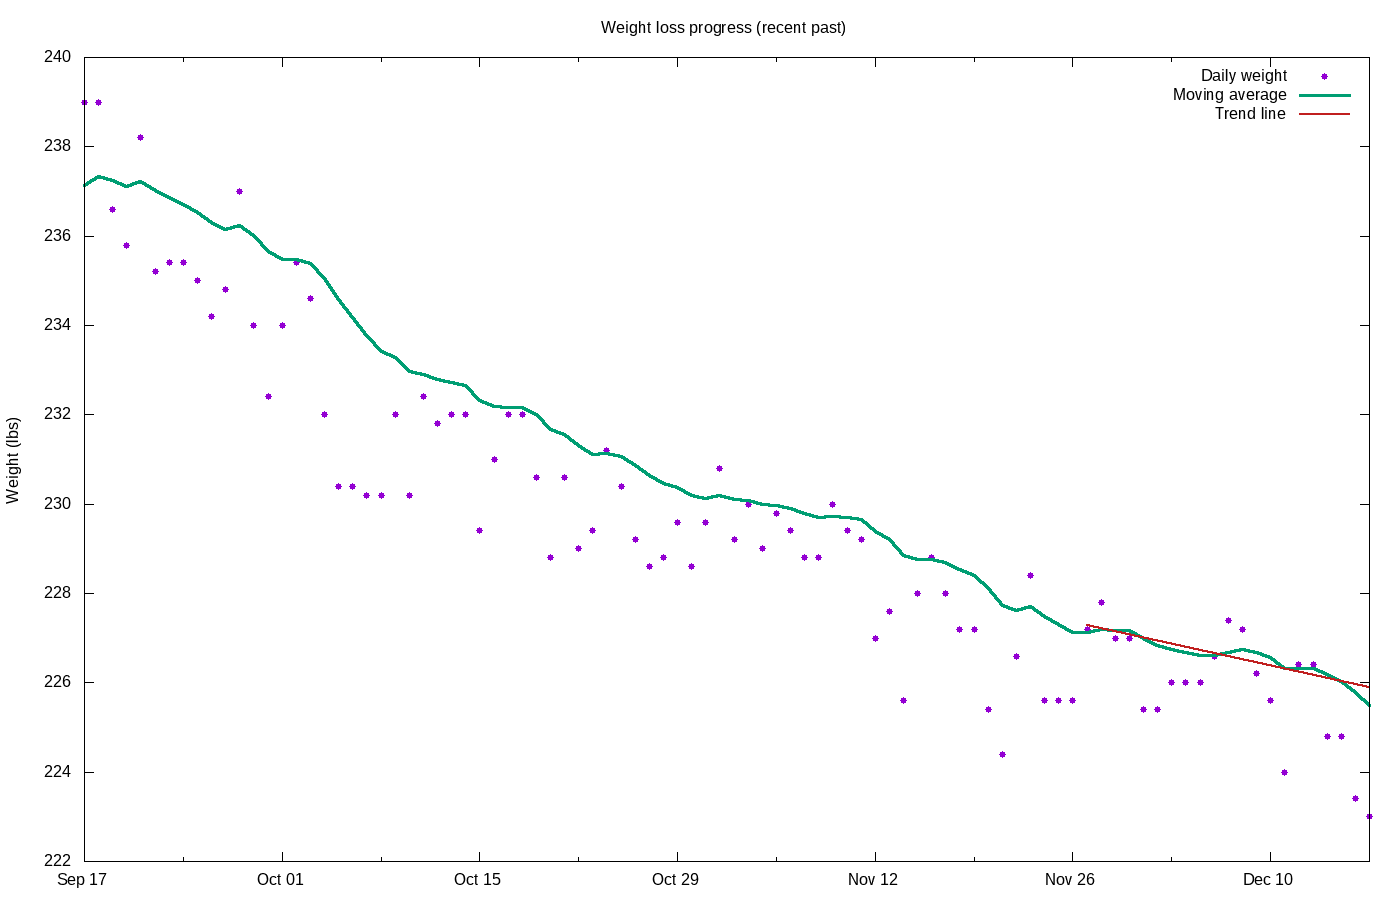 Weight loss progress (recent past)
240
238
236
234
232
230
228
226
224
222
Weight (lbs)
Daily weight
Moving average
Trend line
Sep 17 Oct 01 Oct 15 Oct 29 Nov 12 Nov 26 Dec 10